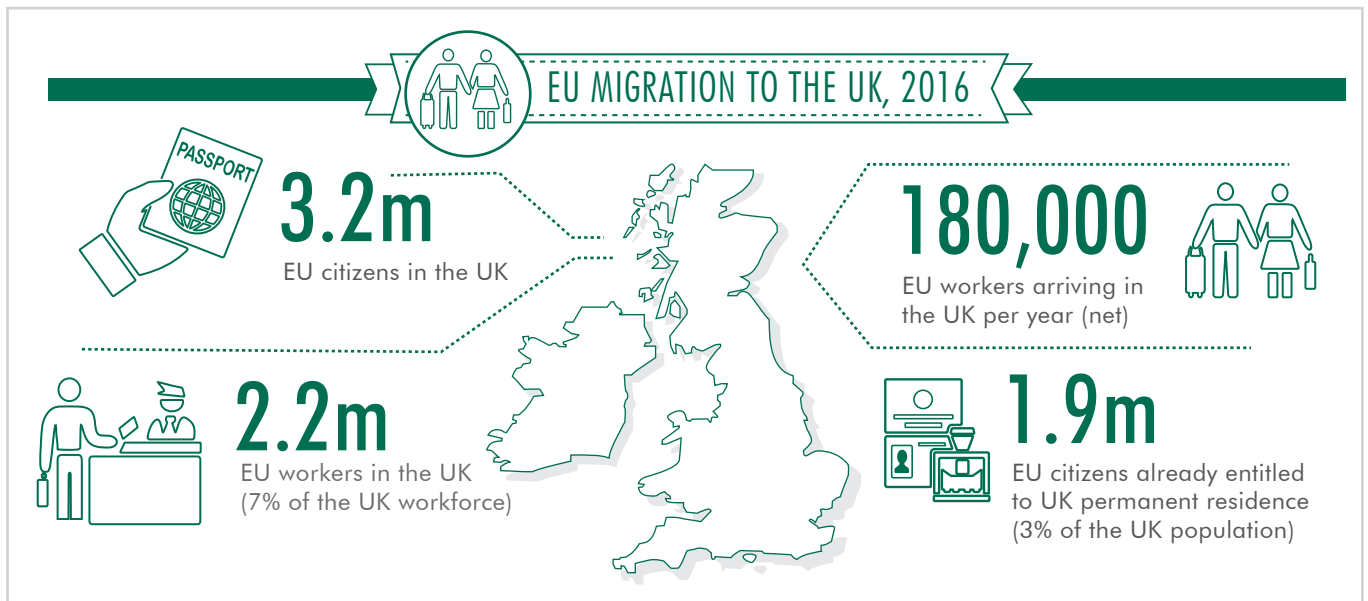 EU MIGRATION TO THE UK, 2016
PASSPORT
3.2m
EU citizens in the UK
2.2m
EU workers in the UK
(7% of the UK workforce)
180,000
EU workers arriving in
the UK per year (net)
1.9m
EU citizens already entitled
to UK permanent residence
(3% of the UK population)